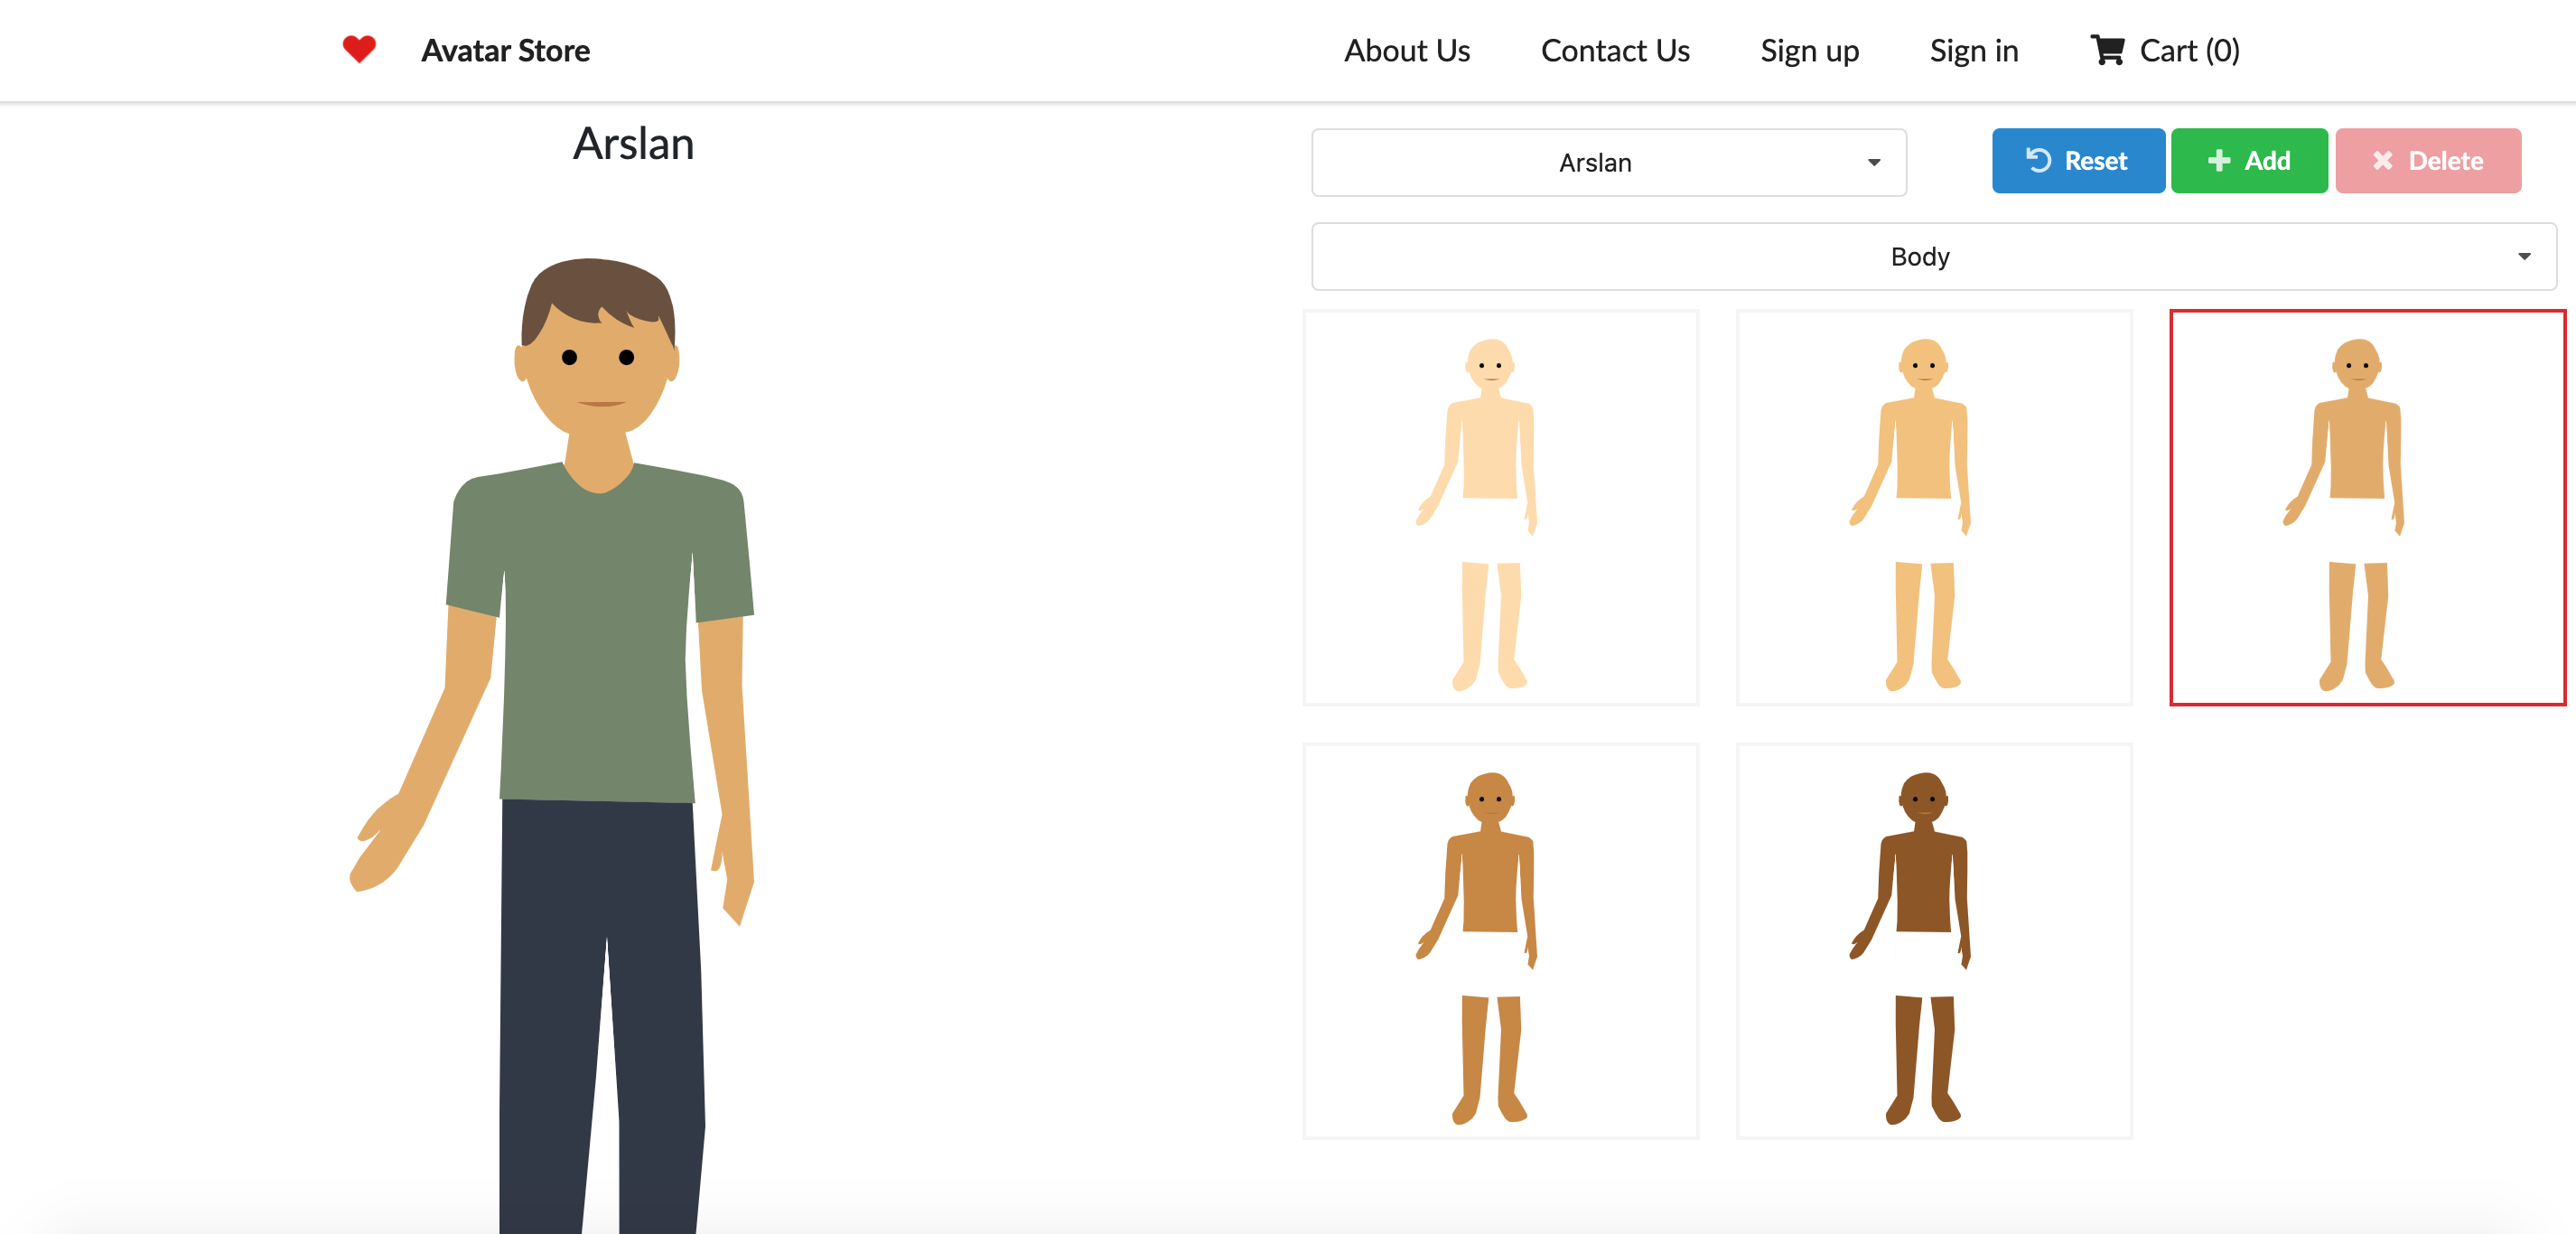 Avatar Store
About Us
Contact Us
Sign up
Sign in
Cart (0)
Arslan
Arslan
Reset
Add
Delete
Body